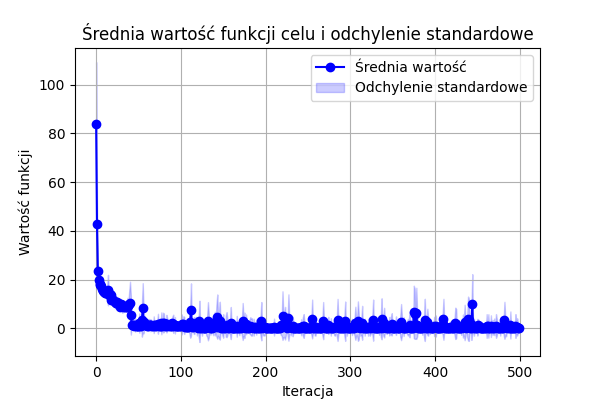 Średnia wartość funkcji celu i odchylenie standardowe
Średnia wartość
Odchylenie standardowe
Wartość funkcji
100
80
60
40
20
0
0 100 200 300 400 500
Iteracja